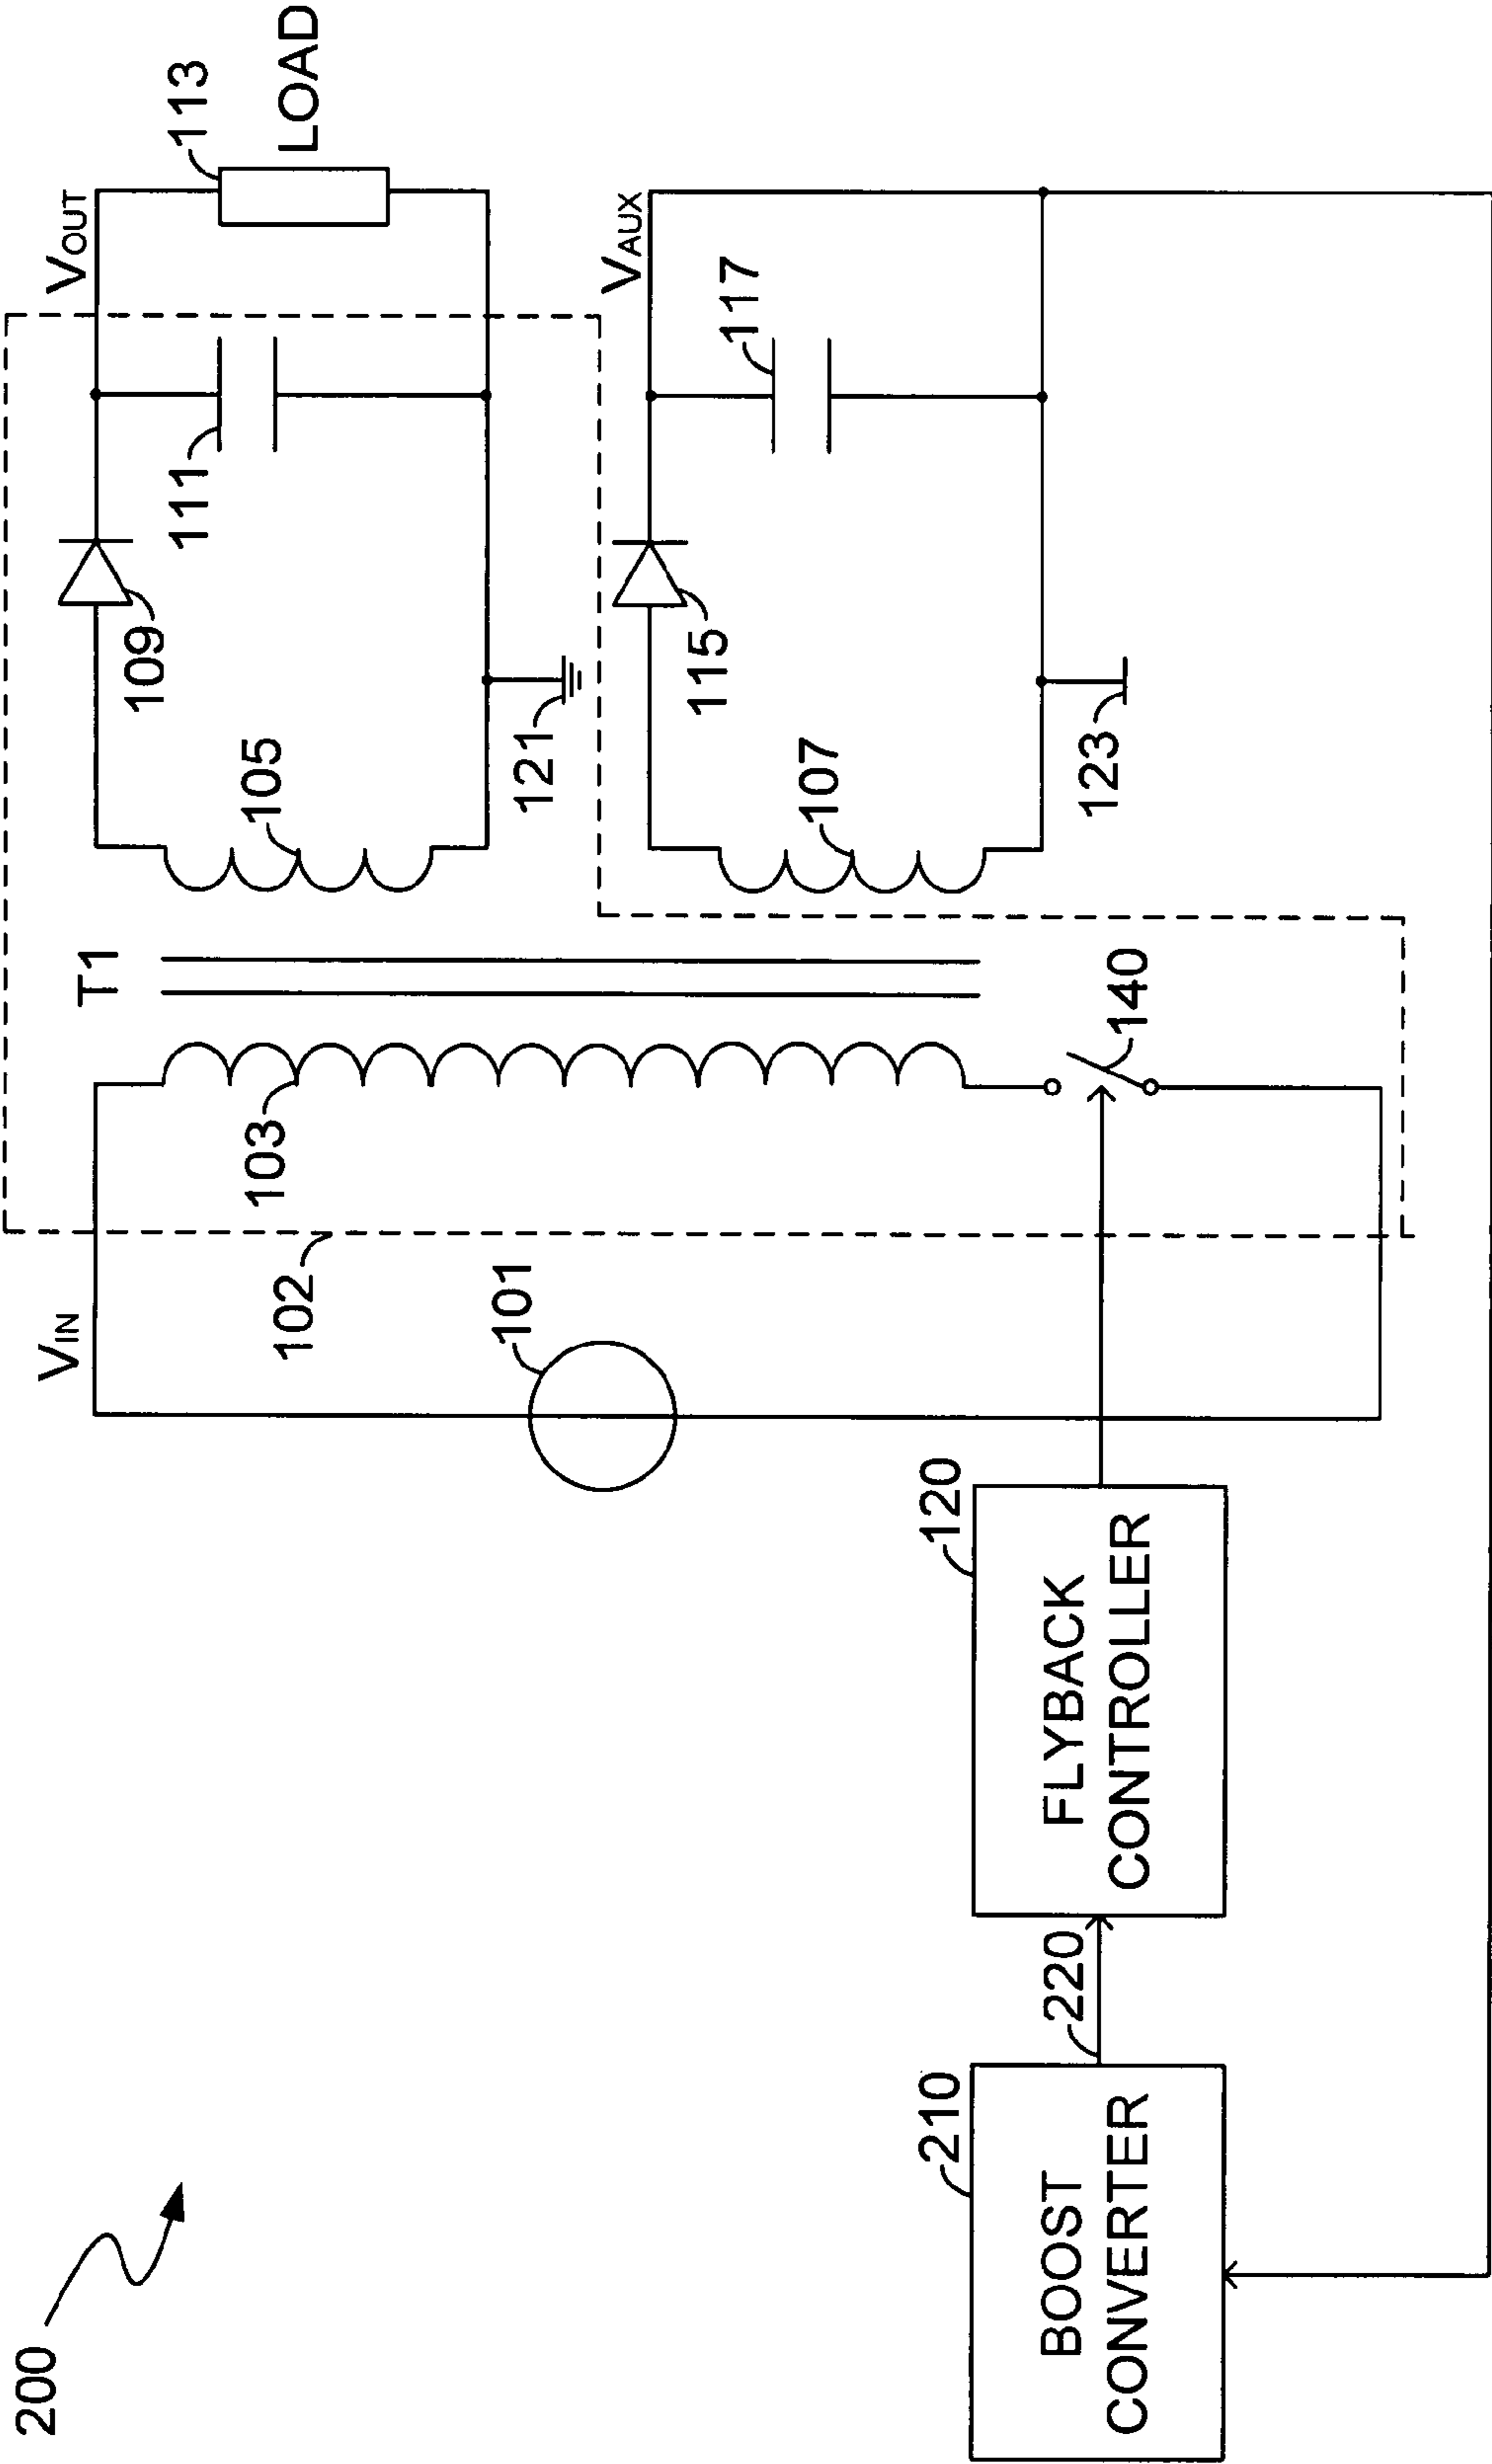 200
V_IN
T1
V_OUT
113
LOAD
109
111
105
103
102
101
121
V_AUX
117
115
107
123
140
120
FLYBACK
CONTROLLER
220
210
BOOST
CONVERTER